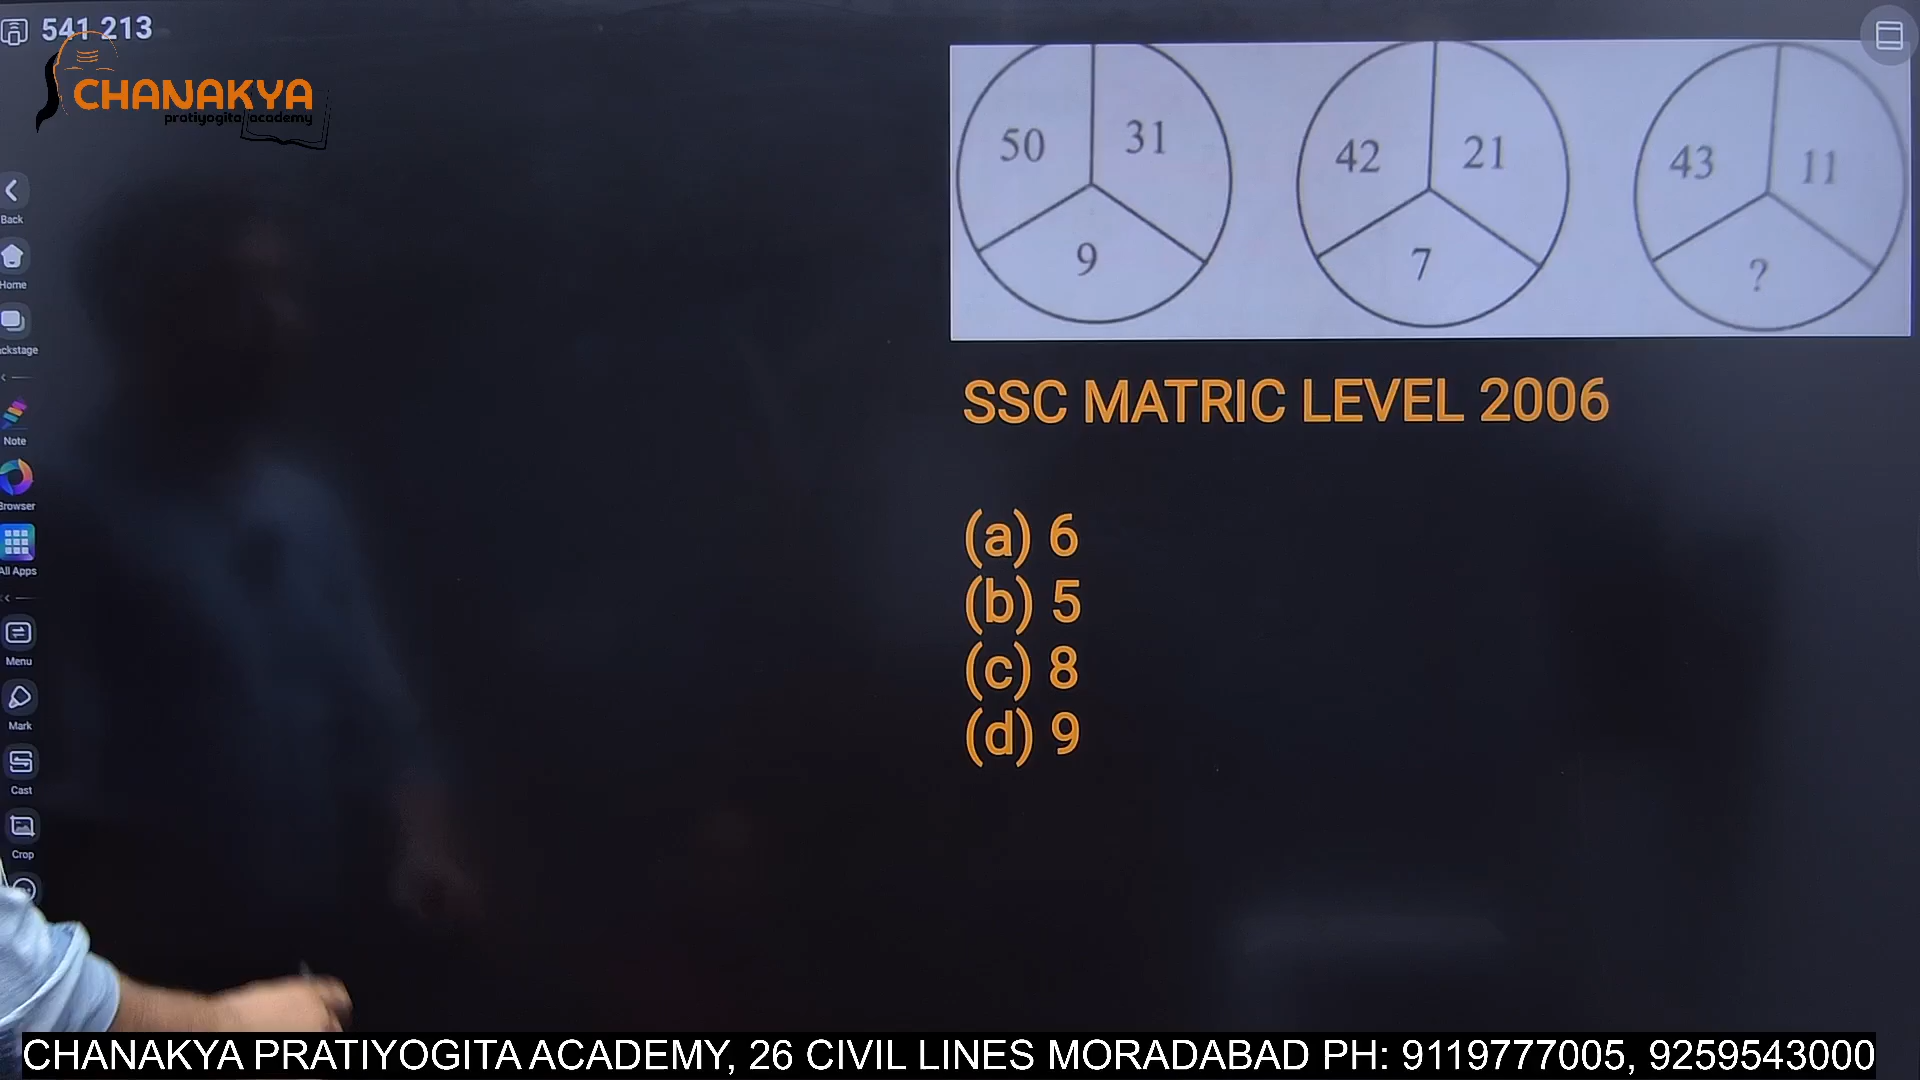 541 213
CHANAKYA
pratiyogita academy
Back
Home
ckstage
Note
Browser
All Apps
Menu
Mark
Cast
Crop
50 31 9
42 21 7
43 11 ?
SSC MATRIC LEVEL 2006
(a) 6
(b) 5
(c) 8
(d) 9
CHANAKYA PRATIYOGITA ACADEMY, 26 CIVIL LINES MORADABAD PH: 9119777005, 9259543000